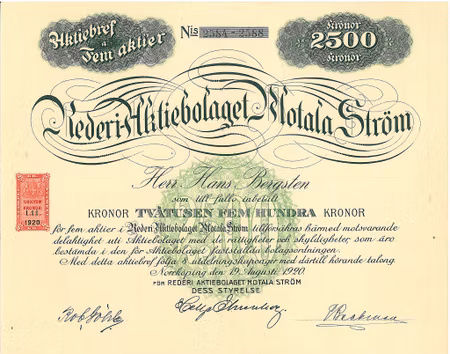 Aktiebref
å
Fem aktier
Nis 2584 - 2588
Kronor
2500
Kronor
Rederi-Aktiebolaget Motala Ström
Herr Hans Bergsten
som till fullo inbetalt
KRONOR TVÅTUSEN FEM HUNDRA KRONOR
för fem aktier i Rederi Aktiebolaget Motala Ström tillförsäkras härmed motsvarande
delaktighet uti Aktiebolaget med de rättigheter och skyldigheter som äro
bestämda i den för Aktiebolaget fastställda bolagsordningen.
Med detta aktiebref följa 8 utdelningskuponger med därtill hörande talong.
Norrköping den 19 Augusti 1920.
FÖR REDERI AKTIEBOLAGET MOTALA STRÖM
DESS STYRELSE
1920